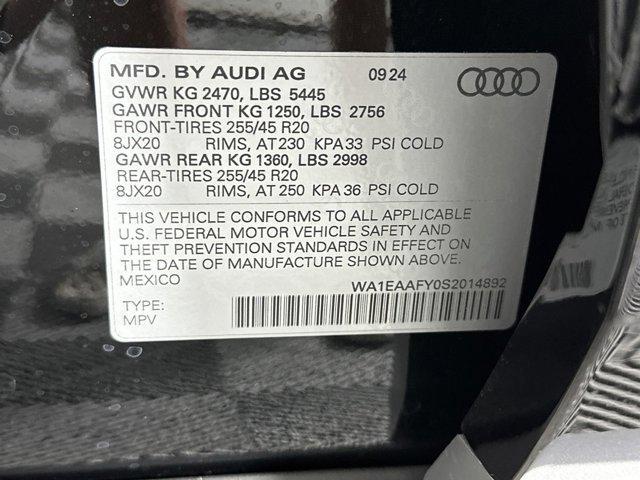 MFD. BY AUDI AG 09 24
GVWR KG 2470, LBS 5445
GAWR FRONT KG 1250, LBS 2756
FRONT-TIRES 255/45 R20
8JX20 RIMS, AT 230 KPA 33 PSI COLD
GAWR REAR KG 1360, LBS 2998
REAR-TIRES 255/45 R20
8JX20 RIMS, AT 250 KPA 36 PSI COLD
THIS VEHICLE CONFORMS TO ALL APPLICABLE
U.S. FEDERAL MOTOR VEHICLE SAFETY AND
THEFT PREVENTION STANDARDS IN EFFECT ON
THE DATE OF MANUFACTURE SHOWN ABOVE.
MEXICO WA1EAAFY0S2014892
TYPE:
MPV